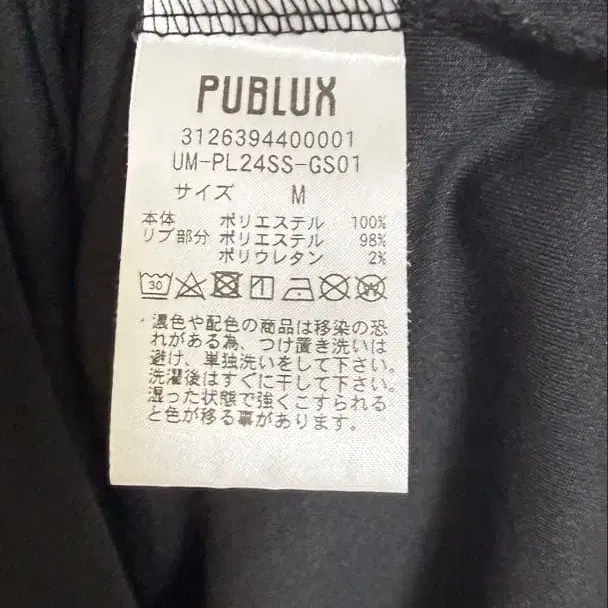 PUBLUX
3126394400001
UM-PL24SS-GS01
サイズ M
本体 ポリエステル 100%
リブ部分 ポリエステル 98%
ポリウレタン 2%
30
W
・濃色や配色の商品は移染の恐
れがある為、つけ置き洗いは
避け、単独洗いをして下さい。
洗濯後はすぐに干して下さい。
湿った状態で強くこすられる
と色が移る事があります。